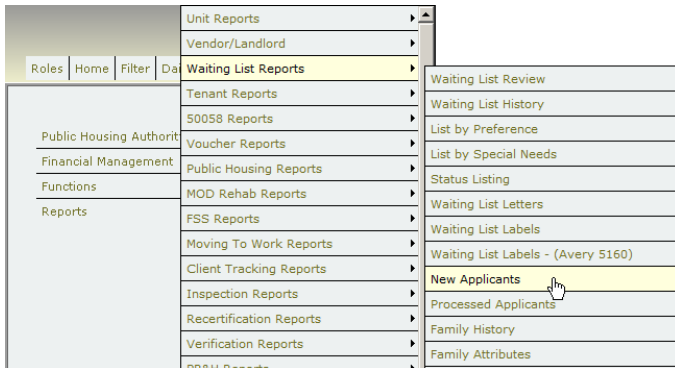 Roles Home Filter
Public Housing
Financial Management
Functions
Reports
Unit Reports
Vendor/Landlord
Waiting List Reports
Tenant Reports
50058 Reports
Voucher Reports
Public Housing Reports
MOD Rehab Reports
FSS Reports
Moving To Work Reports
Client Tracking Reports
Inspection Reports
Recertification Reports
Verification Reports
Waiting List Review
Waiting List History
List by Preference
List by Special Needs
Status Listing
Waiting List Letters
Waiting List Labels
Waiting List Labels - (Avery 5160)
New Applicants
Processed Applicants
Family History
Family Attributes